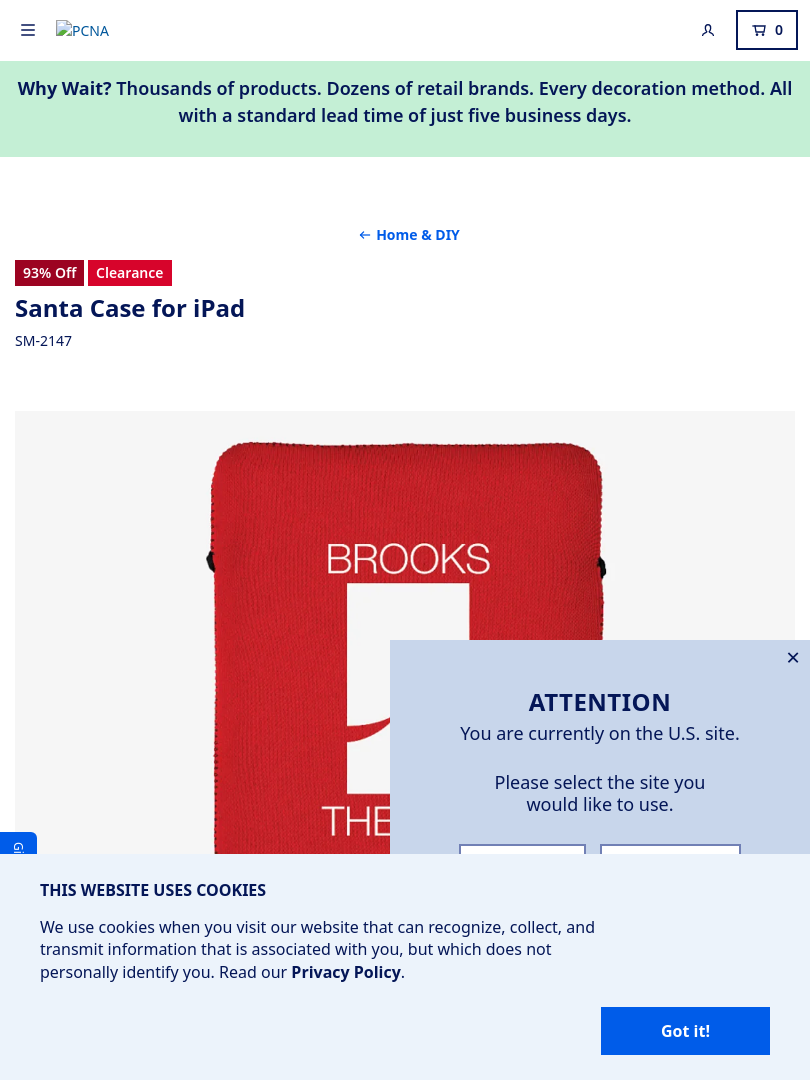 PCNA
0
Why Wait? Thousands of products. Dozens of retail brands. Every decoration method. All
with a standard lead time of just five business days.
Home & DIY
93% Off Clearance
Santa Case for iPad
SM-2147
BROOKS
THE
ATTENTION
You are currently on the U.S. site.
Please select the site you
would like to use.
THIS WEBSITE USES COOKIES
We use cookies when you visit our website that can recognize, collect, and
transmit information that is associated with you, but which does not
personally identify you. Read our Privacy Policy.
Got it!